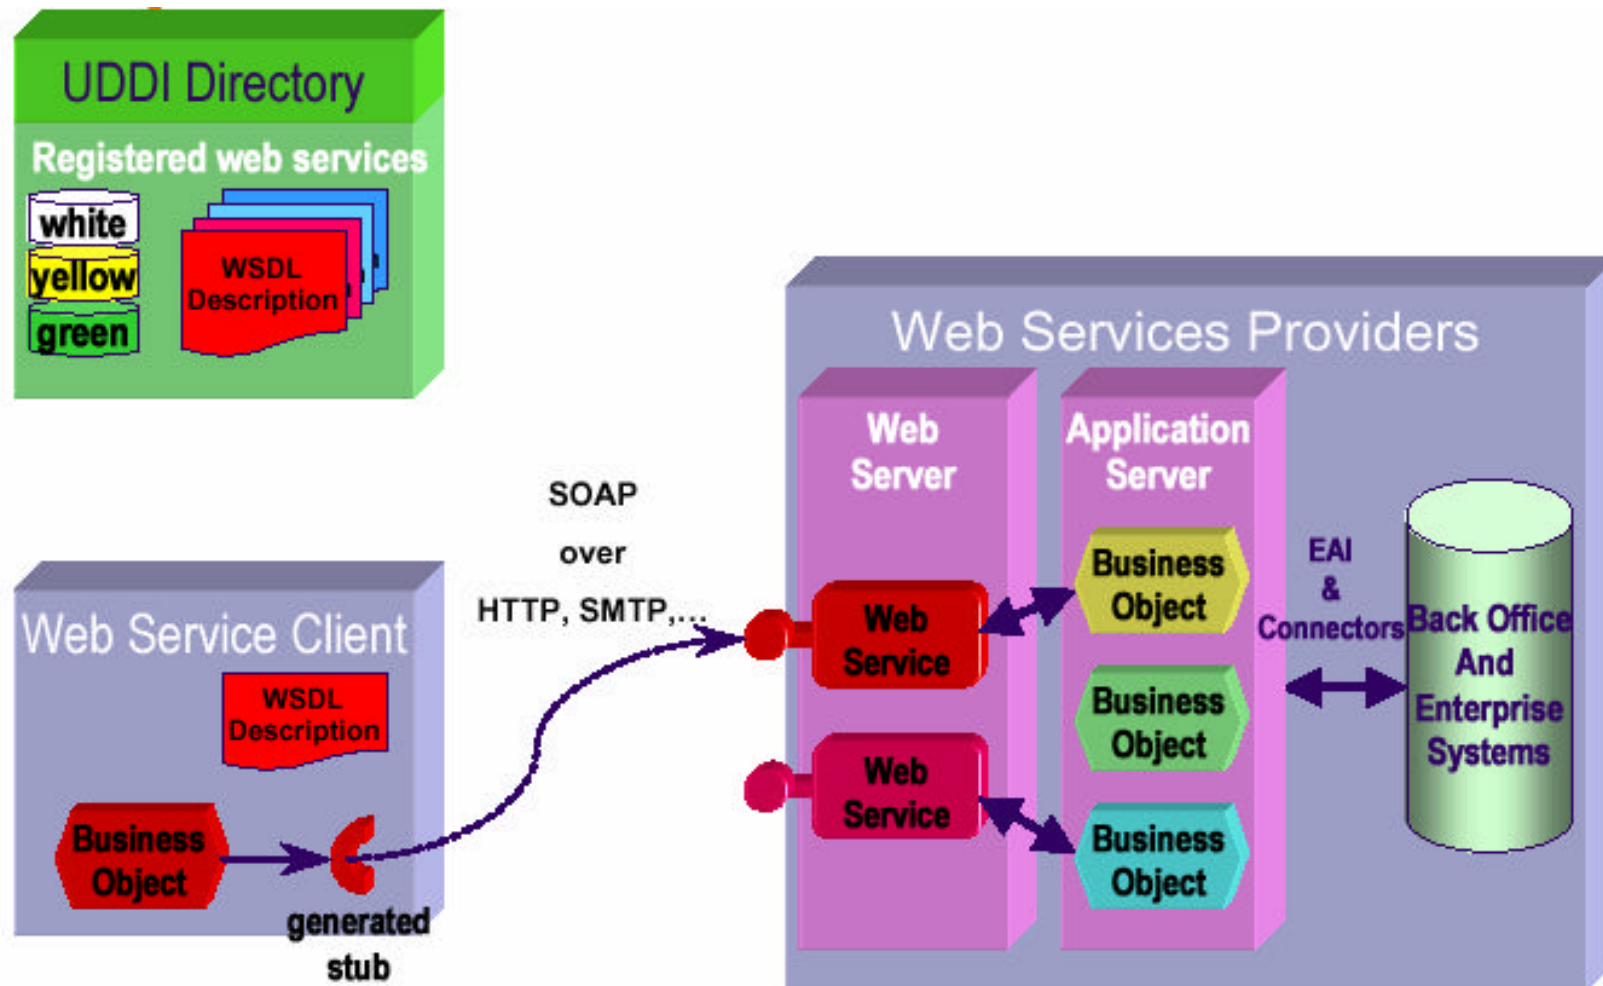 UDDI Directory
Registered web services
white
yellow
green
WSDL
Description
Web Service Client
WSDL
Description
Business
Object
generated
stub
SOAP
over
HTTP, SMTP,...
Web Services Providers
Web
Server
Web
Service
Web
Service
Application
Server
Business
Object
Business
Object
Business
Object
EAI
&
Connectors
Back Office
And
Enterprise
Systems